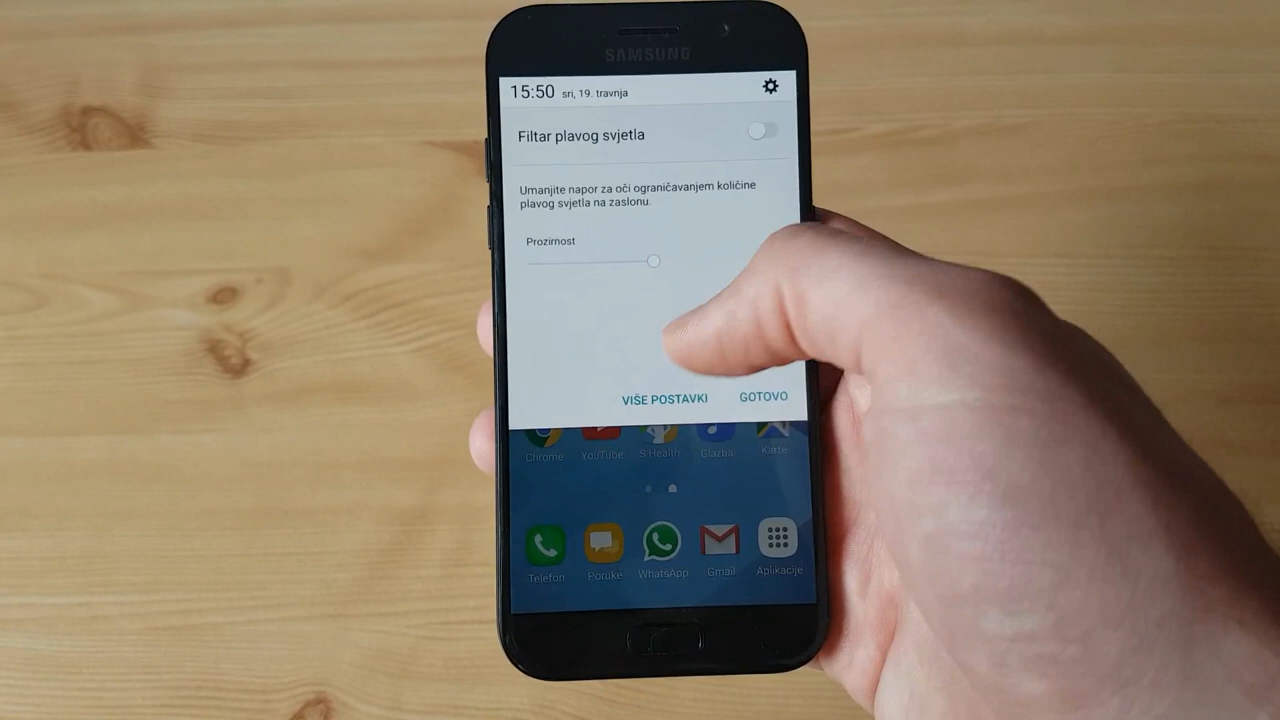 SAMSUNG
15:50 sri, 19. travnja
Filtar plavog svjetla
Umanjite napor za oči ograničavanjem količine
plavog svjetla na zaslonu.
Prozirnost
VIŠE POSTAVKI GOTOVO
Chrome YouTube S Health Glazba Karte
Telefon Poruke WhatsApp Gmail Aplikacije